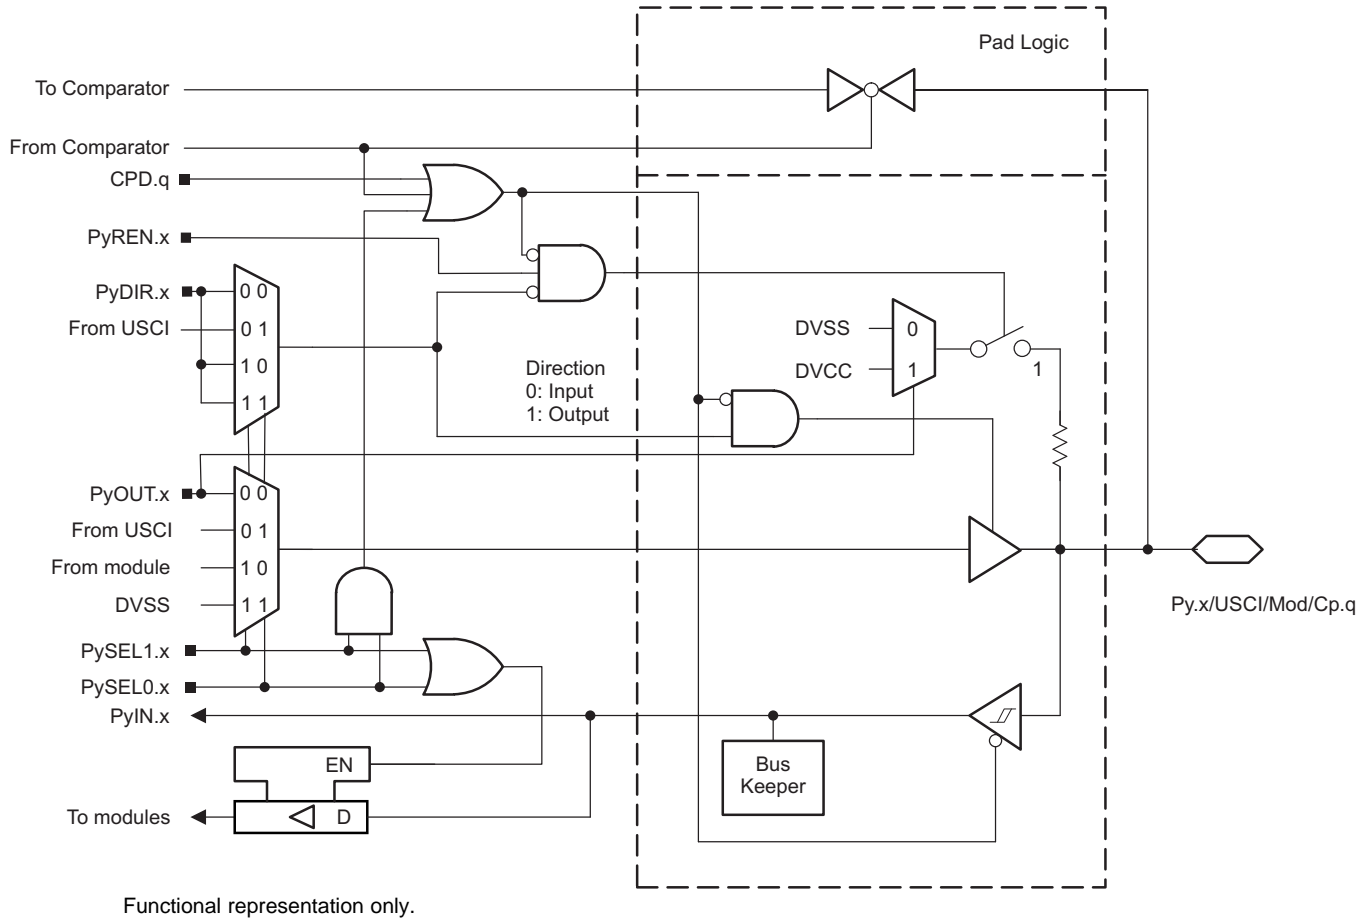 Pad Logic
To Comparator
From Comparator
CPD.q
PyREN.x
PyDIR.x
0 0
From USCI
0 1
1 0
1 1
Direction
0: Input
1: Output
DVSS
0
DVCC
1
1
PyOUT.x
0 0
From USCI
0 1
From module
1 0
DVSS
1 1
Py.x/USCI/Mod/Cp.q
PySEL1.x
PySEL0.x
PyIN.x
EN
Bus
Keeper
To modules
D
Functional representation only.